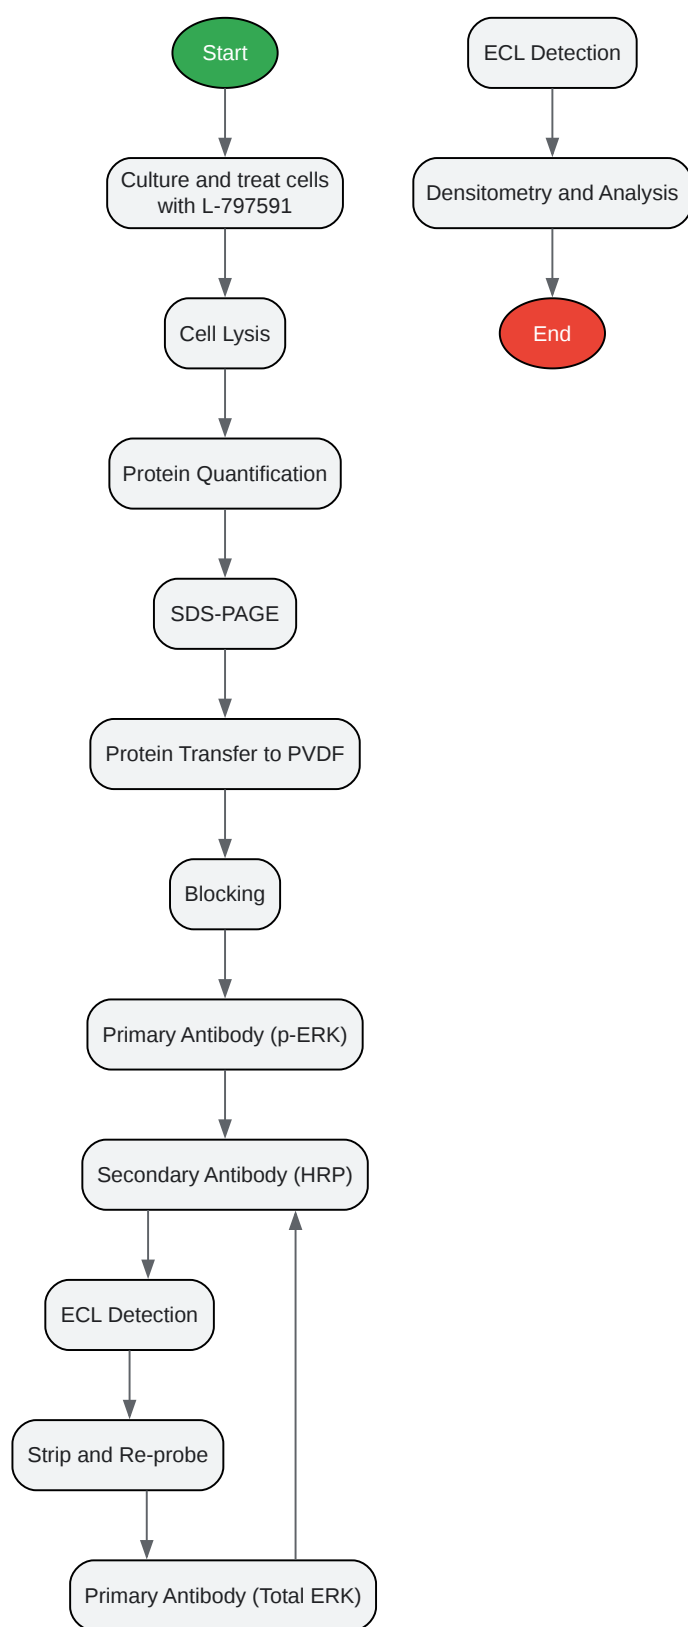 Start
Culture and treat cells
with L-797591
Cell Lysis
Protein Quantification
SDS-PAGE
Protein Transfer to PVDF
Blocking
Primary Antibody (p-ERK)
Secondary Antibody (HRP)
ECL Detection
Strip and Re-probe
Primary Antibody (Total ERK)
ECL Detection
Densitometry and Analysis
End